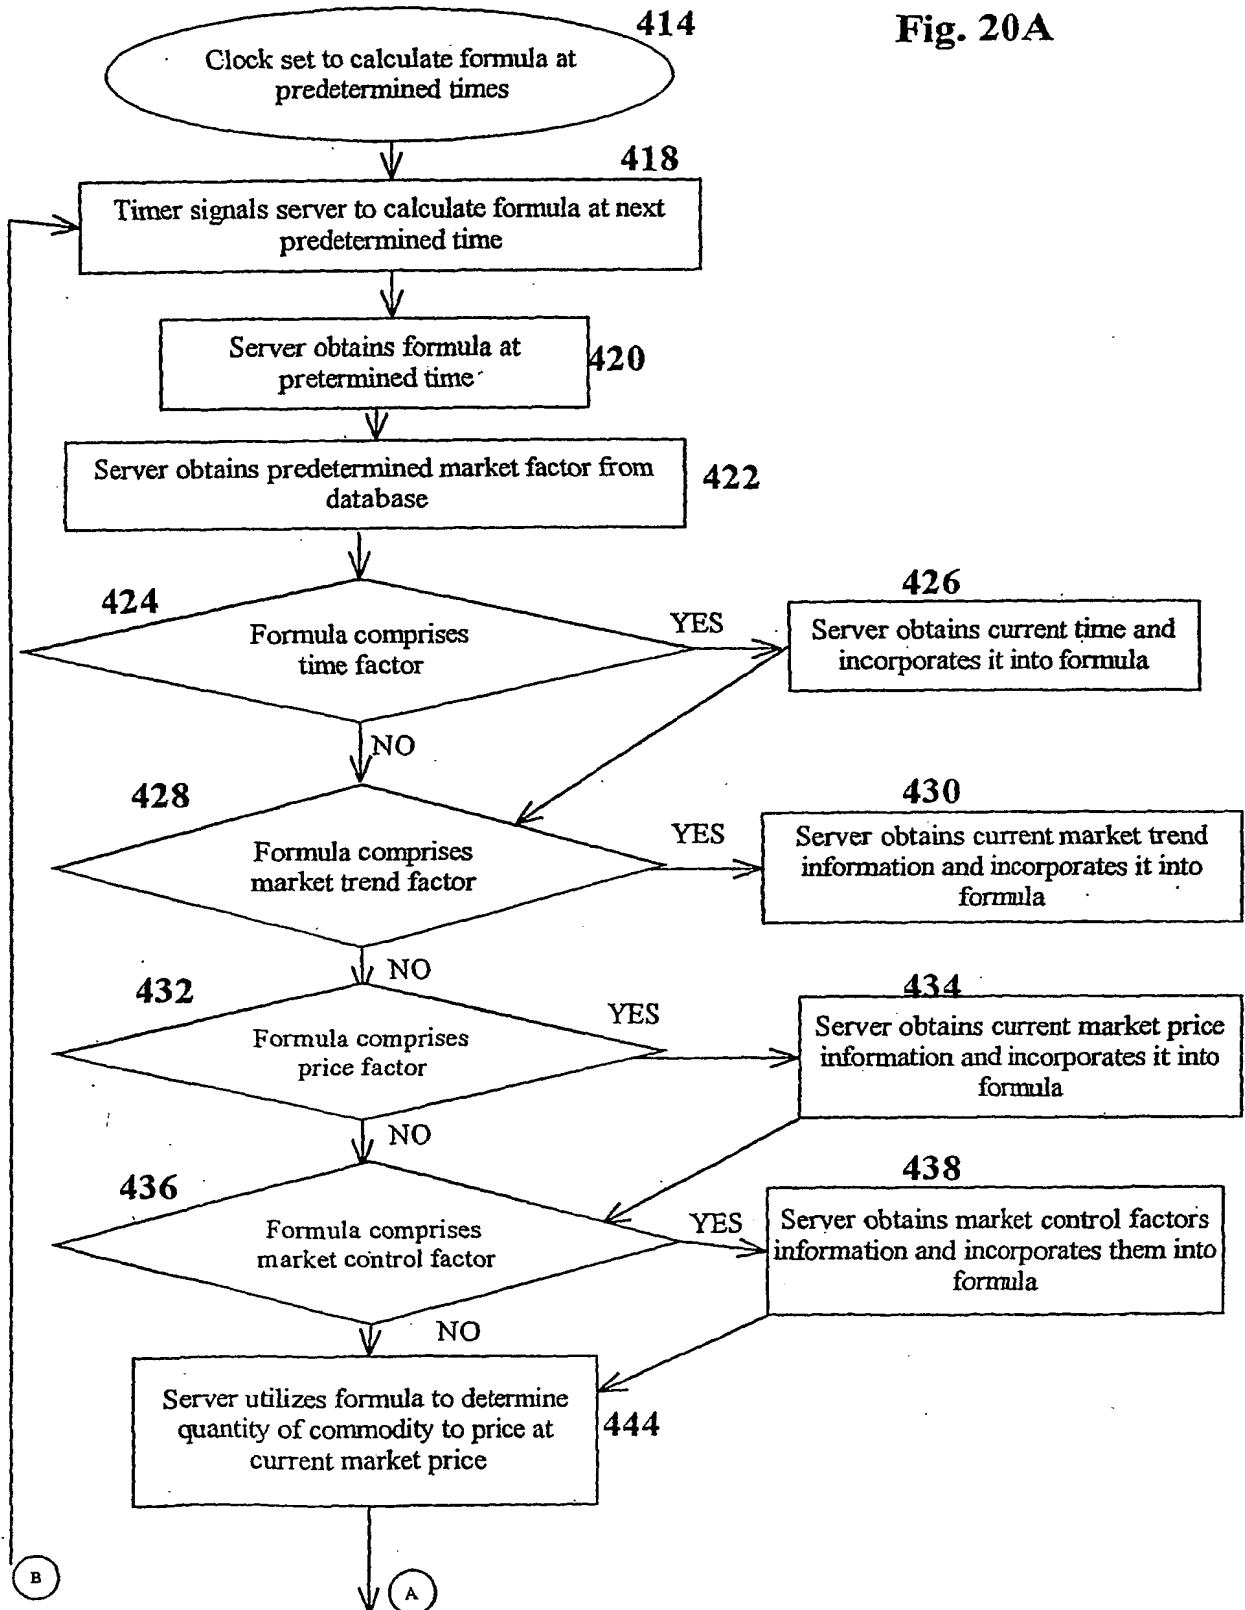 414
Fig. 20A
Clock set to calculate formula at
predetermined times
418
Timer signals server to calculate formula at next
predetermined time
Server obtains formula at
pretermined time
420
Server obtains predetermined market factor from
database
422
424
Formula comprises
time factor
YES
426
Server obtains current time and
incorporates it into formula
NO
428
Formula comprises
market trend factor
YES
430
Server obtains current market trend
information and incorporates it into
formula
NO
432
Formula comprises
price factor
YES
434
Server obtains current market price
information and incorporates it into
formula
NO
436
Formula comprises
market control factor
YES
438
Server obtains market control factors
information and incorporates them into
formula
NO
Server utilizes formula to determine
quantity of commodity to price at
current market price
444
B
A